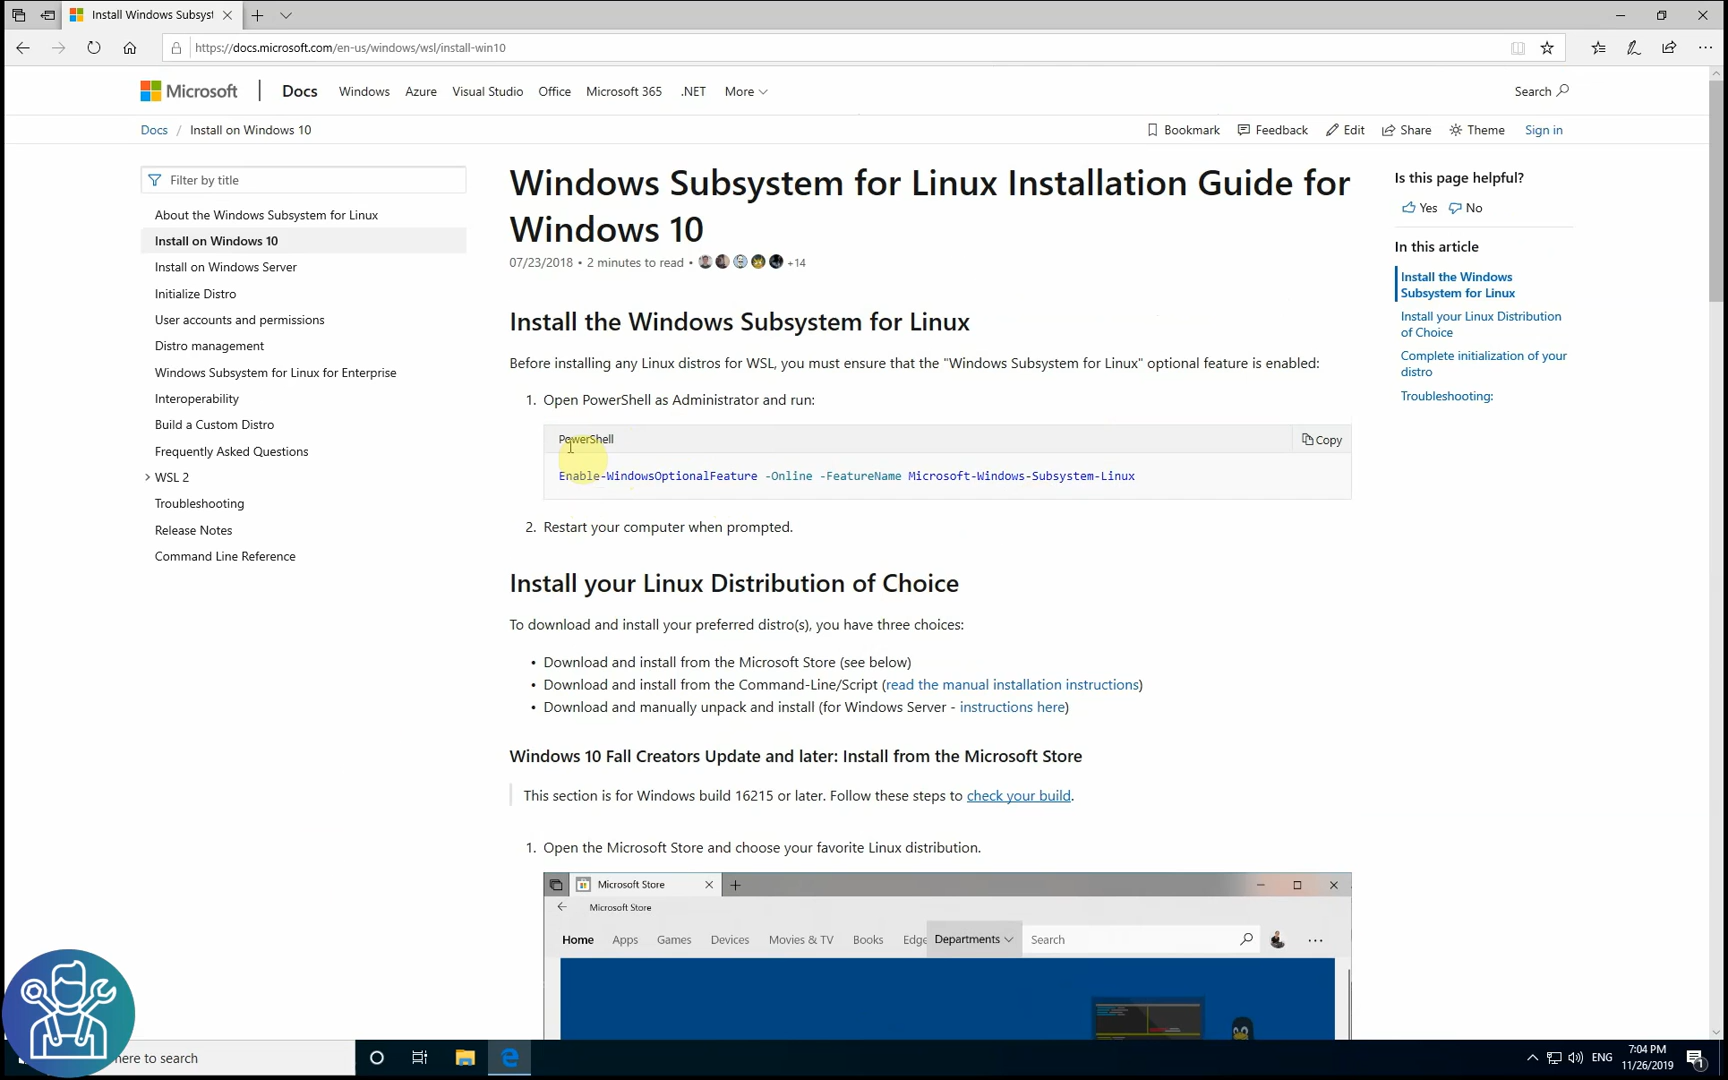 Install Windows Subsyst
https://docs.microsoft.com/en-us/windows/wsl/install-win10
Microsoft Docs Windows Azure Visual Studio Office Microsoft 365 .NET More Search
Docs / Install on Windows 10
Bookmark Feedback Edit Share Theme Sign in
Filter by title
About the Windows Subsystem for Linux
Install on Windows 10
Install on Windows Server
Initialize Distro
User accounts and permissions
Distro management
Windows Subsystem for Linux for Enterprise
Interoperability
Build a Custom Distro
Frequently Asked Questions
WSL 2
Troubleshooting
Release Notes
Command Line Reference
Windows Subsystem for Linux Installation Guide for
Windows 10
07/23/2018 • 2 minutes to read • +14
Install the Windows Subsystem for Linux
Before installing any Linux distros for WSL, you must ensure that the "Windows Subsystem for Linux" optional feature is enabled:
1. Open PowerShell as Administrator and run:
PowerShell Copy
Enable-WindowsOptionalFeature -Online -FeatureName Microsoft-Windows-Subsystem-Linux
2. Restart your computer when prompted.
Install your Linux Distribution of Choice
To download and install your preferred distro(s), you have three choices:
• Download and install from the Microsoft Store (see below)
• Download and install from the Command-Line/Script (read the manual installation instructions)
• Download and manually unpack and install (for Windows Server - instructions here)
Windows 10 Fall Creators Update and later: Install from the Microsoft Store
This section is for Windows build 16215 or later. Follow these steps to check your build.
1. Open the Microsoft Store and choose your favorite Linux distribution.
Microsoft Store
Microsoft Store
Home Apps Games Devices Movies & TV Books Edge Departments Search
Is this page helpful?
Yes No
In this article
Install the Windows
Subsystem for Linux
Install your Linux Distribution
of Choice
Complete initialization of your
distro
Troubleshooting:
here to search
ENG
7:04 PM
11/26/2019
1